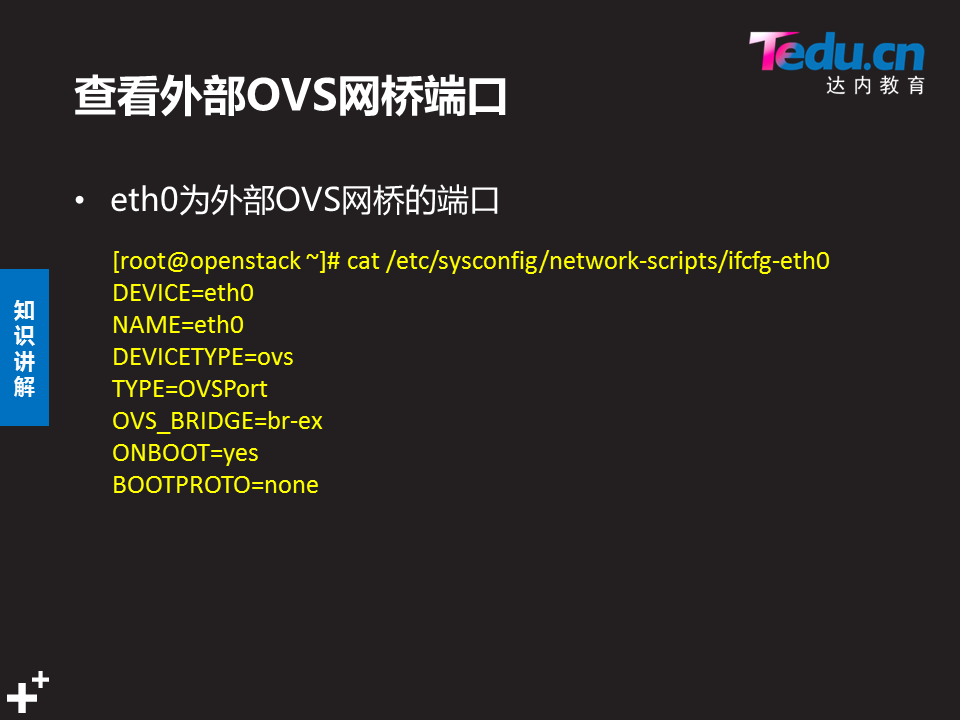 Tedu.cn
达内教育
查看外部OVS网桥端口
• eth0为外部OVS网桥的端口
[root@openstack ~]# cat /etc/sysconfig/network-scripts/ifcfg-eth0
DEVICE=eth0
NAME=eth0
DEVICETYPE=ovs
TYPE=OVSPort
OVS_BRIDGE=br-ex
ONBOOT=yes
BOOTPROTO=none
知识讲解